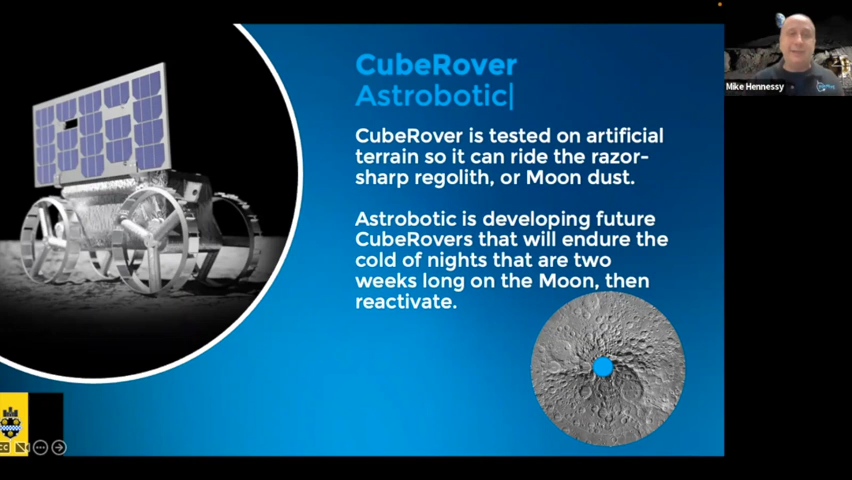 CubeRover
Astrobotic|
CubeRover is tested on artificial
terrain so it can ride the razor-
sharp regolith, or Moon dust.
Astrobotic is developing future
CubeRovers that will endure the
cold of nights that are two
weeks long on the Moon, then
reactivate.
Mike Hennessy